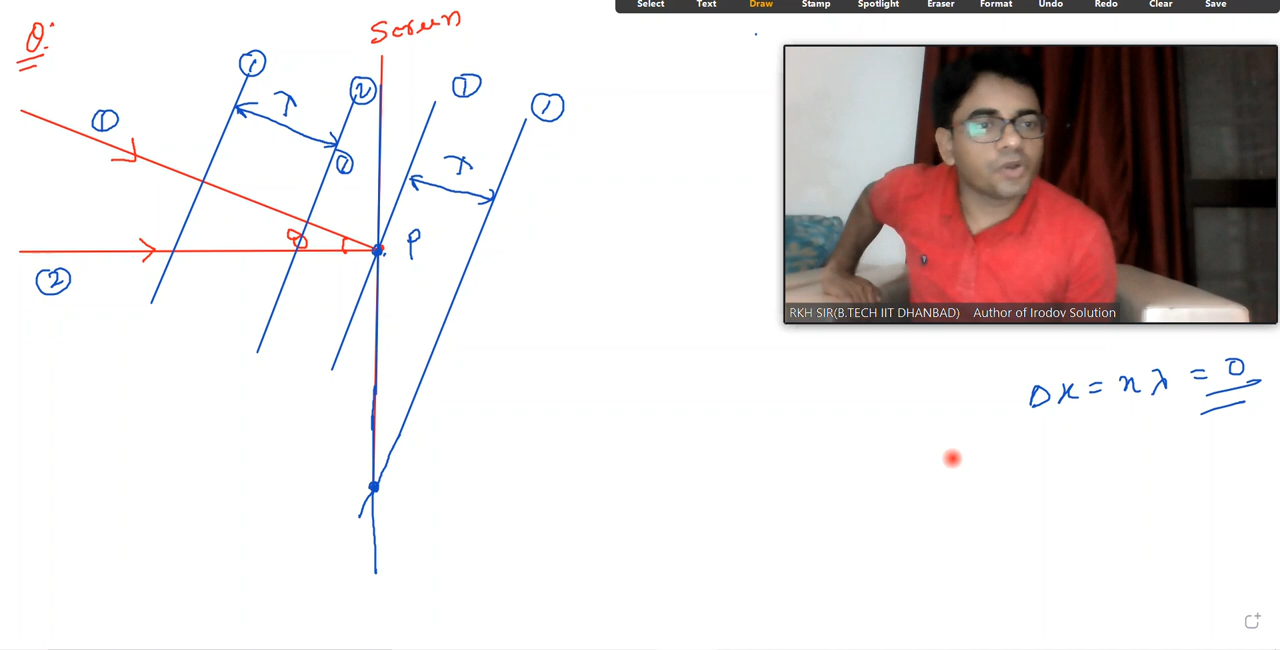 Select Text Draw Stamp Spotlight Eraser Format Undo Redo Clear Save
Q:
Screen
①
②
①
①
①
λ
①
λ
P
②
RKH SIR(B.TECH IIT DHANBAD) Author of Irodov Solution
Δx = nλ = 0